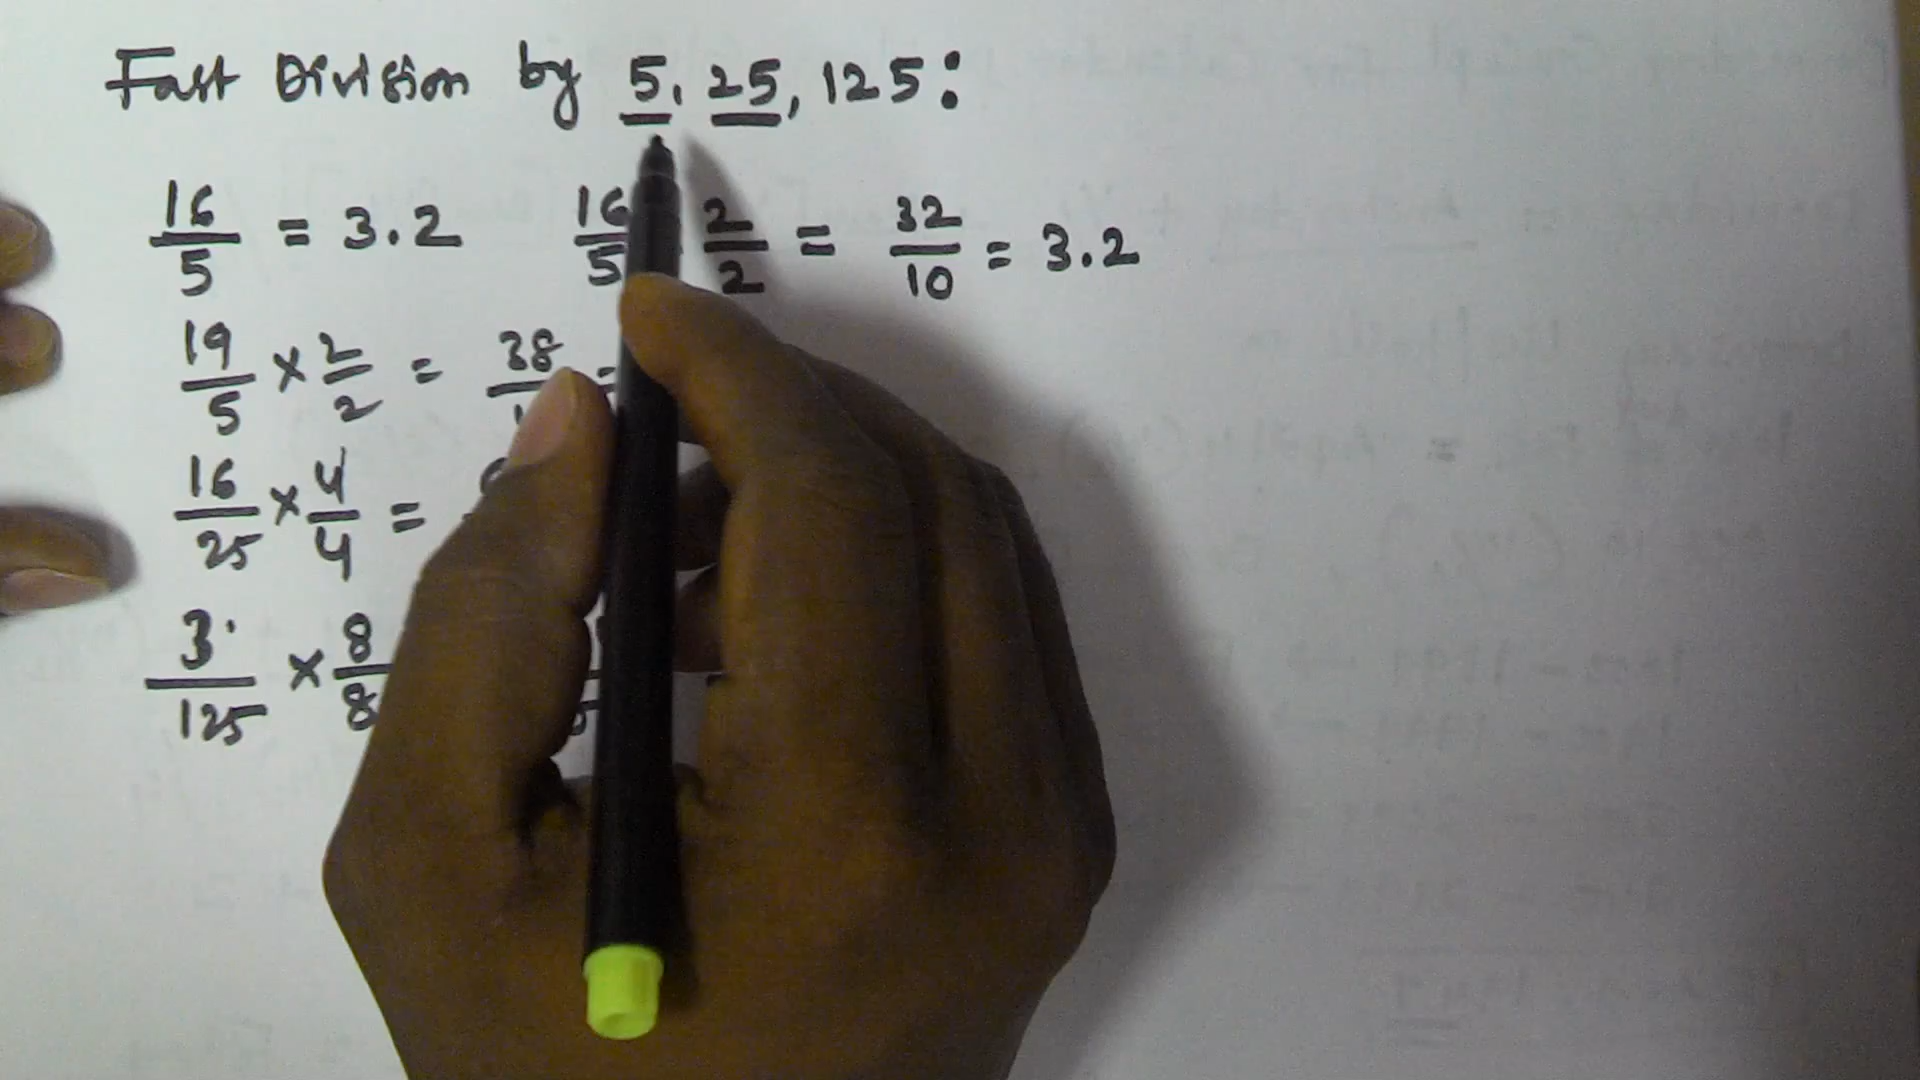 Fast Division by 5, 25, 125:
16/5 = 3.2 16/5 2/2 = 32/10 = 3.2
19/5 × 2/2 = 38/1 =
16/25 × 4/4 =
3/125 × 8/8